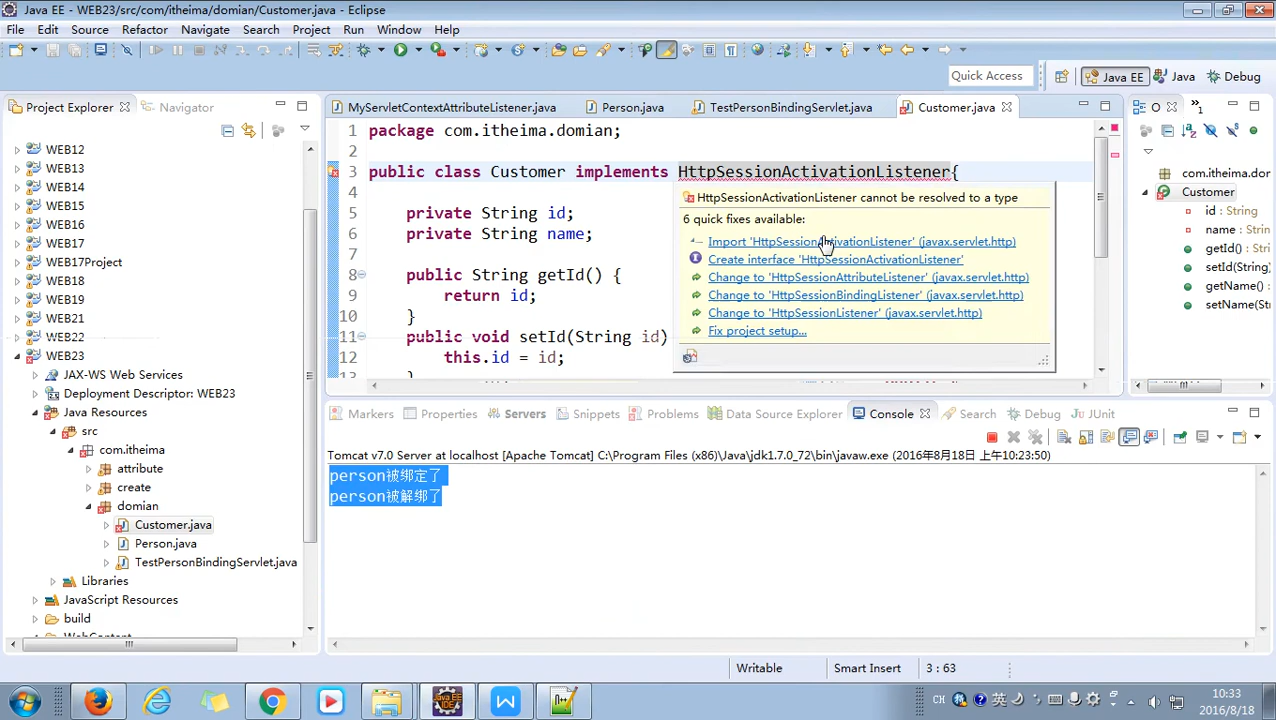 Java EE - WEB23/src/com/itheima/domian/Customer.java - Eclipse
File Edit Source Refactor Navigate Search Project Run Window Help
Quick Access
Java EE
Java
Debug
Project Explorer
Navigator
WEB12
WEB13
WEB14
WEB15
WEB16
WEB17
WEB17Project
WEB18
WEB19
WEB21
WEB22
WEB23
JAX-WS Web Services
Deployment Descriptor: WEB23
Java Resources
src
com.itheima
attribute
create
domian
Customer.java
Person.java
TestPersonBindingServlet.java
Libraries
JavaScript Resources
build
WebContent
MyServletContextAttributeListener.java
Person.java
TestPersonBindingServlet.java
Customer.java
1 package com.itheima.domian;
2
3 public class Customer implements HttpSessionActivationListener{
4
5 private String id;
6 private String name;
7
8 public String getId() {
9 return id;
10 }
11 public void setId(String id)
12 this.id = id;
HttpSessionActivationListener cannot be resolved to a type
6 quick fixes available:
Import 'HttpSessionActivationListener' (javax.servlet.http)
Create interface 'HttpSessionActivationListener'
Change to 'HttpSessionAttributeListener' (javax.servlet.http)
Change to 'HttpSessionBindingListener' (javax.servlet.http)
Change to 'HttpSessionListener' (javax.servlet.http)
Fix project setup...
O
1
com.itheima.do
Customer
id : String
name : String
getId() : String
setId(String)
getName() : S
setName(Strin
Markers Properties Servers Snippets Problems Data Source Explorer Console Search Debug JUnit
Tomcat v7.0 Server at localhost [Apache Tomcat] C:\Program Files (x86)\Java\jdk1.7.0_72\bin\javaw.exe (2016年8月18日 上午10:23:50)
person被绑定了
person被解绑了
Writable
Smart Insert
3 : 63
CH
英
10:33
2016/8/18